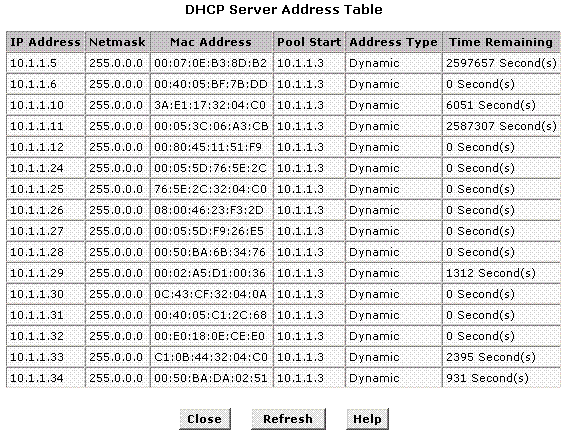 DHCP Server Address Table
IP Address Netmask Mac Address Pool Start Address Type Time Remaining
10.1.1.5 255.0.0.0 00:07:0E:B3:8D:B2 10.1.1.3 Dynamic 2597657 Second(s)
10.1.1.6 255.0.0.0 00:40:05:BF:7B:DD 10.1.1.3 Dynamic 0 Second(s)
10.1.1.10 255.0.0.0 3A:E1:17:32:04:C0 10.1.1.3 Dynamic 6051 Second(s)
10.1.1.11 255.0.0.0 00:05:3C:06:A3:CB 10.1.1.3 Dynamic 2587307 Second(s)
10.1.1.12 255.0.0.0 00:80:45:11:51:F9 10.1.1.3 Dynamic 0 Second(s)
10.1.1.24 255.0.0.0 00:05:5D:76:5E:2C 10.1.1.3 Dynamic 0 Second(s)
10.1.1.25 255.0.0.0 76:5E:2C:32:04:C0 10.1.1.3 Dynamic 0 Second(s)
10.1.1.26 255.0.0.0 08:00:46:23:F3:2D 10.1.1.3 Dynamic 0 Second(s)
10.1.1.27 255.0.0.0 00:05:5D:F9:26:E5 10.1.1.3 Dynamic 0 Second(s)
10.1.1.28 255.0.0.0 00:50:BA:6B:34:76 10.1.1.3 Dynamic 0 Second(s)
10.1.1.29 255.0.0.0 00:02:A5:D1:00:36 10.1.1.3 Dynamic 1312 Second(s)
10.1.1.30 255.0.0.0 0C:43:CF:32:04:0A 10.1.1.3 Dynamic 0 Second(s)
10.1.1.31 255.0.0.0 00:40:05:C1:2C:68 10.1.1.3 Dynamic 0 Second(s)
10.1.1.32 255.0.0.0 00:E0:18:0E:CE:E0 10.1.1.3 Dynamic 0 Second(s)
10.1.1.33 255.0.0.0 C1:0B:44:32:04:C0 10.1.1.3 Dynamic 2395 Second(s)
10.1.1.34 255.0.0.0 00:50:BA:DA:02:51 10.1.1.3 Dynamic 931 Second(s)
Close Refresh Help